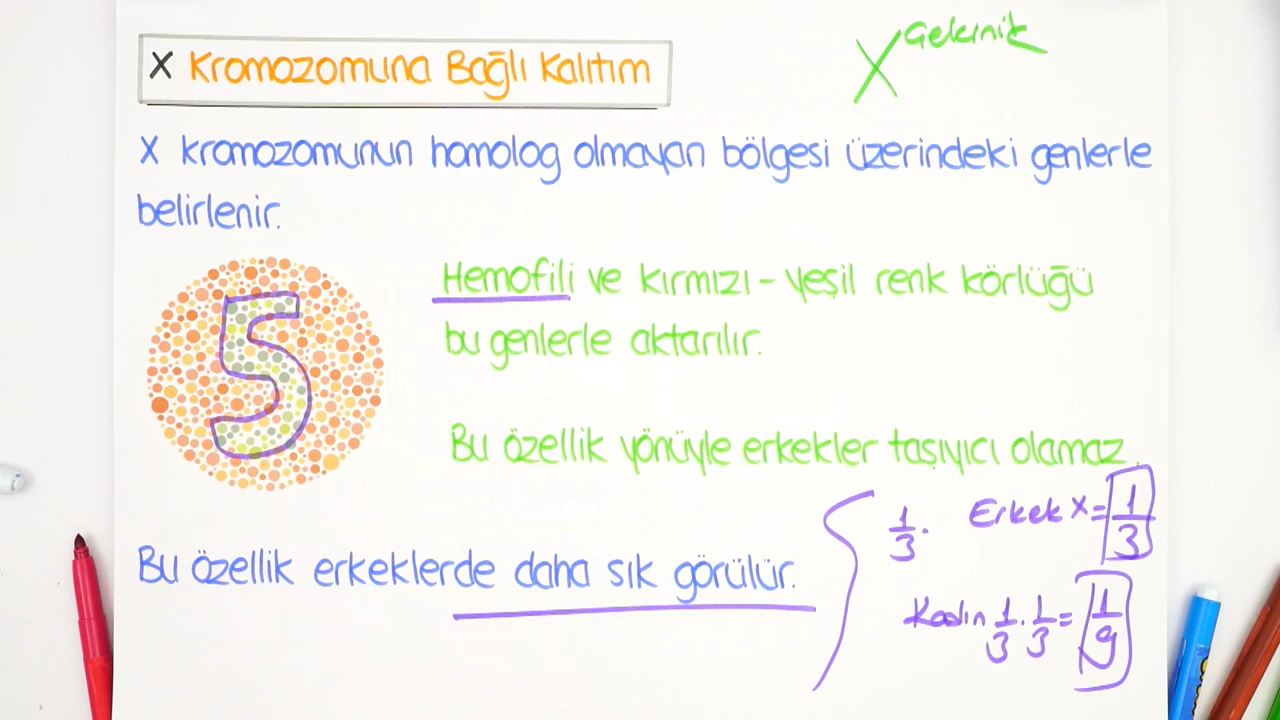 X Kromozomuna Bağlı Kalıtım
X Çekinik
X kromozomunun homolog olmayan bölgesi üzerindeki genlerle
belirlenir.
5
Hemofili ve kırmızı-yeşil renk körlüğü
bu genlerle aktarılır.
Bu özellik yönüyle erkekler taşıyıcı olamaz.
Bu özellik erkeklerde daha sık görülür.
1/3. Erkek X = 1/3
Kadın 1/3 . 1/3 = 1/9